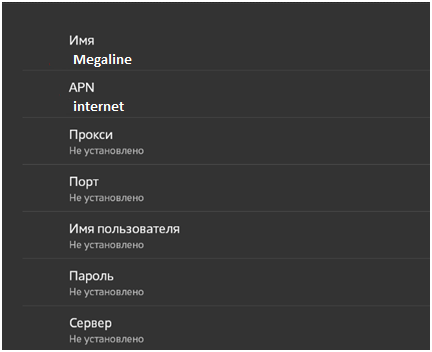 Имя
Megaline
APN
internet
Прокси
Не установлено
Порт
Не установлено
Имя пользователя
Не установлено
Пароль
Не установлено
Сервер
Не установлено